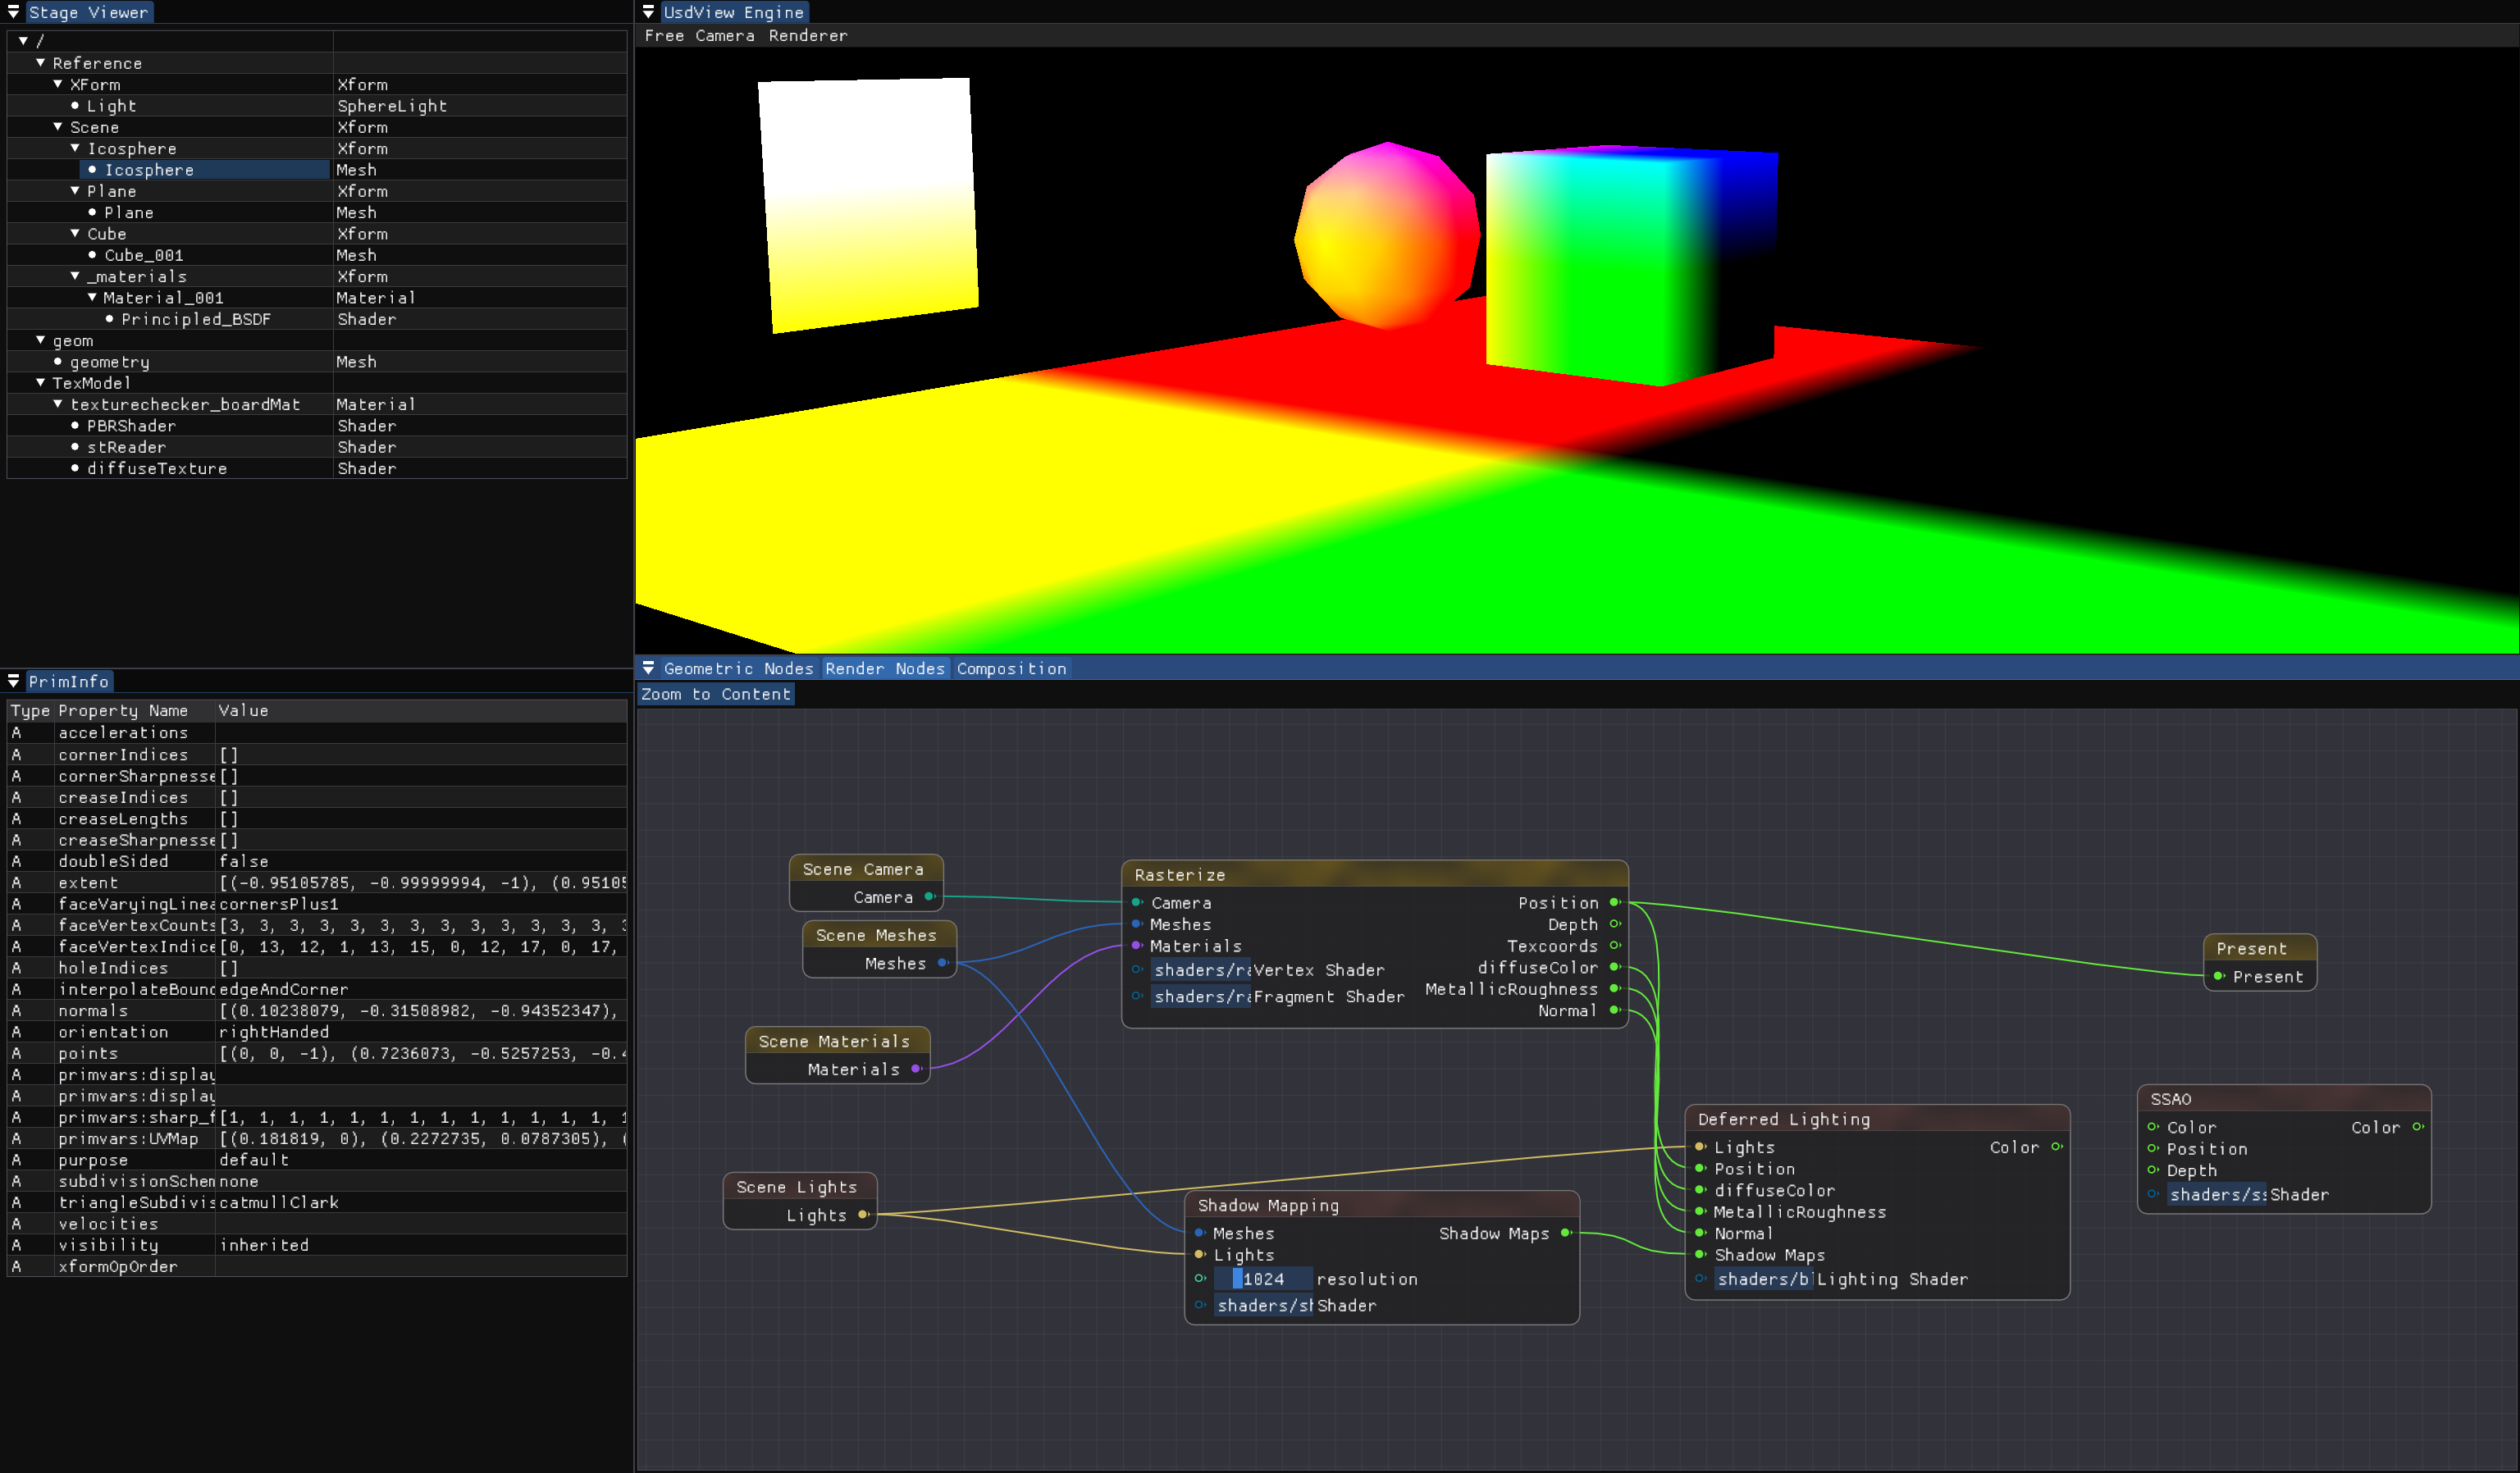 Stage Viewer
/
Reference
XForm Xform
Light SphereLight
Scene Xform
Icosphere Xform
Icosphere Mesh
Plane Xform
Plane Mesh
Cube Xform
Cube_001 Mesh
_materials Xform
Material_001 Material
Principled_BSDF Shader
geom
geometry Mesh
TexModel
texturechecker_boardMat Material
PBRShader Shader
stReader Shader
diffuseTexture Shader
PrimInfo
Type Property Name Value
A accelerations
A cornerIndices []
A cornerSharpnesse []
A creaseIndices []
A creaseLengths []
A creaseSharpnesse []
A doubleSided false
A extent [(-0.95105785, -0.99999994, -1), (0.95105
A faceVaryingLinea cornersPlus1
A faceVertexCounts [3, 3, 3, 3, 3, 3, 3, 3, 3, 3, 3, 3, 3, 3
A faceVertexIndice [0, 13, 12, 1, 13, 15, 0, 12, 17, 0, 17,
A holeIndices []
A interpolateBound edgeAndCorner
A normals [(0.10238079, -0.31508982, -0.94352347),
A orientation rightHanded
A points [(0, 0, -1), (0.7236073, -0.5257253, -0.4
A primvars:display
A primvars:display
A primvars:sharp_f [1, 1, 1, 1, 1, 1, 1, 1, 1, 1, 1, 1, 1, 1
A primvars:UVMap [(0.181819, 0), (0.2272735, 0.0787305), (
A purpose default
A subdivisionSchem none
A triangleSubdivis catmullClark
A velocities
A visibility inherited
A xformOpOrder
UsdView Engine
Free Camera Renderer
Geometric Nodes Render Nodes Composition
Zoom to Content
Scene Camera
Camera
Scene Meshes
Meshes
Scene Materials
Materials
Scene Lights
Lights
Rasterize
Camera Position
Meshes Depth
Materials Texcoords
shaders/ra Vertex Shader diffuseColor
shaders/ra Fragment Shader MetallicRoughness
Normal
Shadow Mapping
Meshes Shadow Maps
Lights
1024 resolution
shaders/sh Shader
Deferred Lighting
Lights Color
Position
diffuseColor
MetallicRoughness
Normal
Shadow Maps
shaders/b Lighting Shader
Present
Present
SSAO
Color Color
Position
Depth
shaders/ss Shader